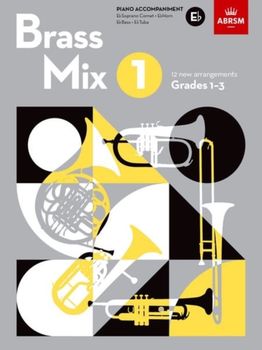 PIANO ACCOMPANIMENT
E♭ Soprano Cornet • E♭ Horn
E♭ Bass • E♭ Tuba
E♭
ABRSM
Brass
Mix 1
12 new arrangements
Grades 1–3